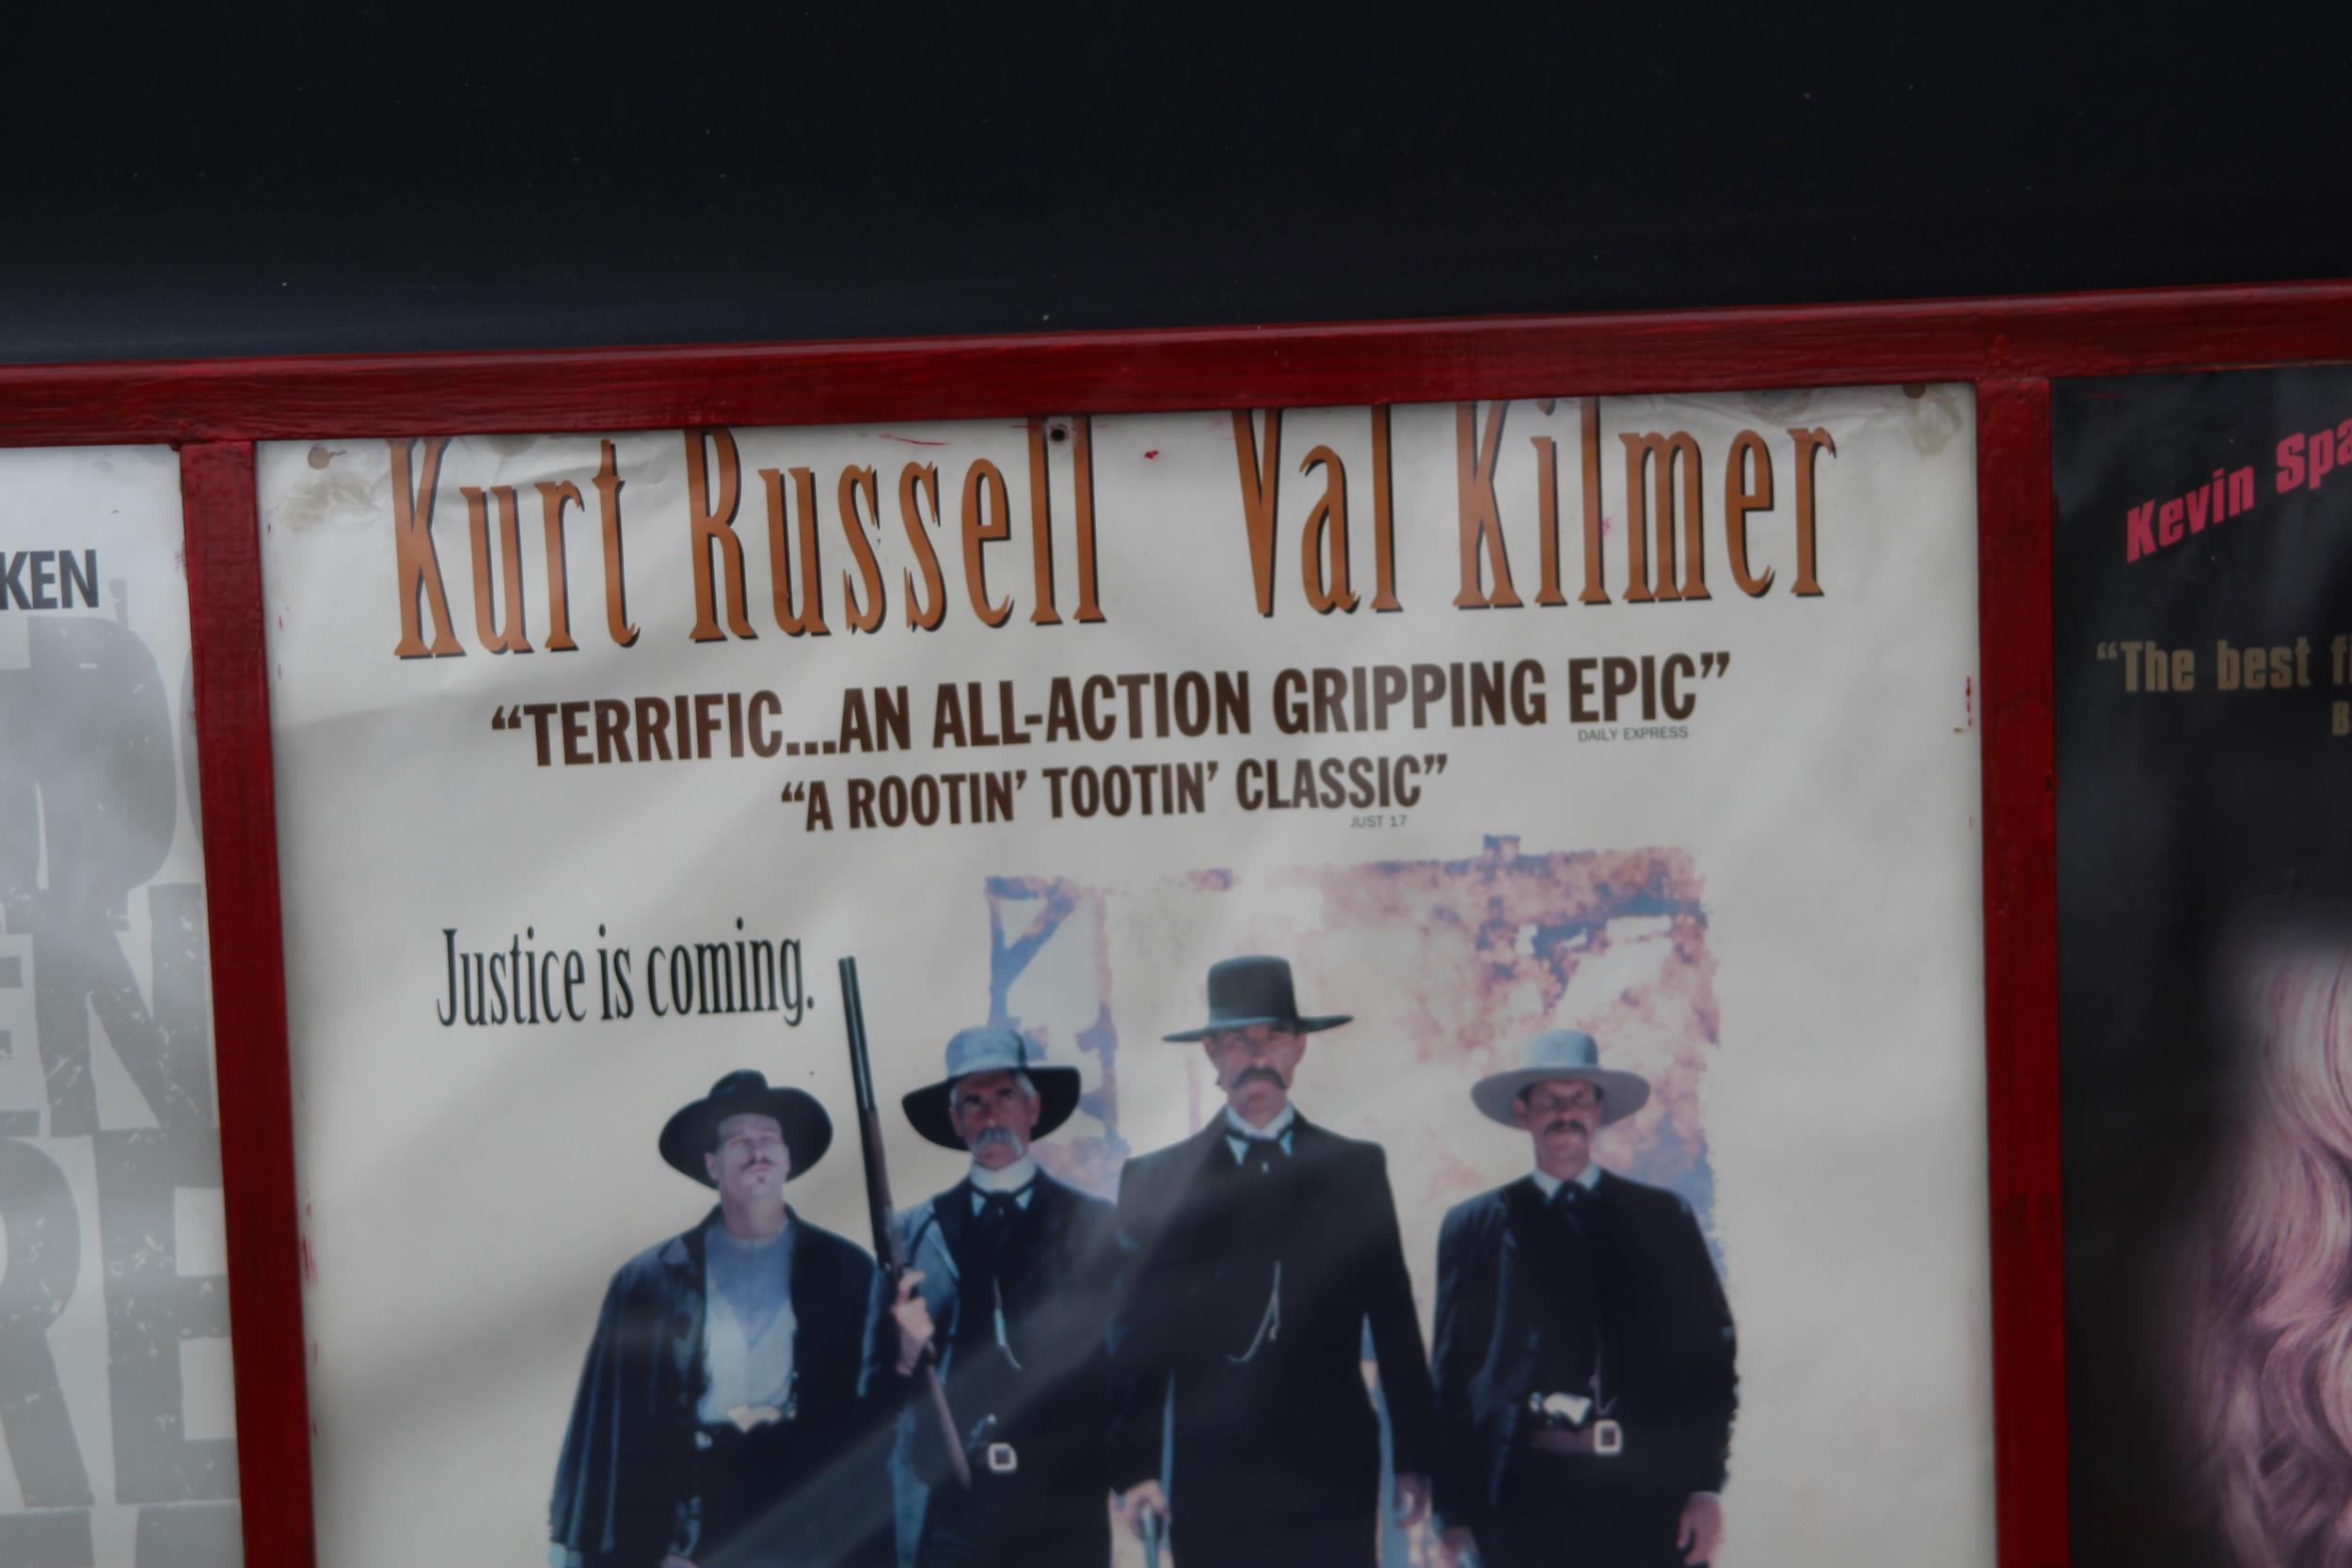 Kurt Russell Val Kilmer
“TERRIFIC...AN ALL-ACTION GRIPPING EPIC”
DAILY EXPRESS
“A ROOTIN’ TOOTIN’ CLASSIC”
JUST 17
Justice is coming.
KEN
Kevin Spa
“The best f